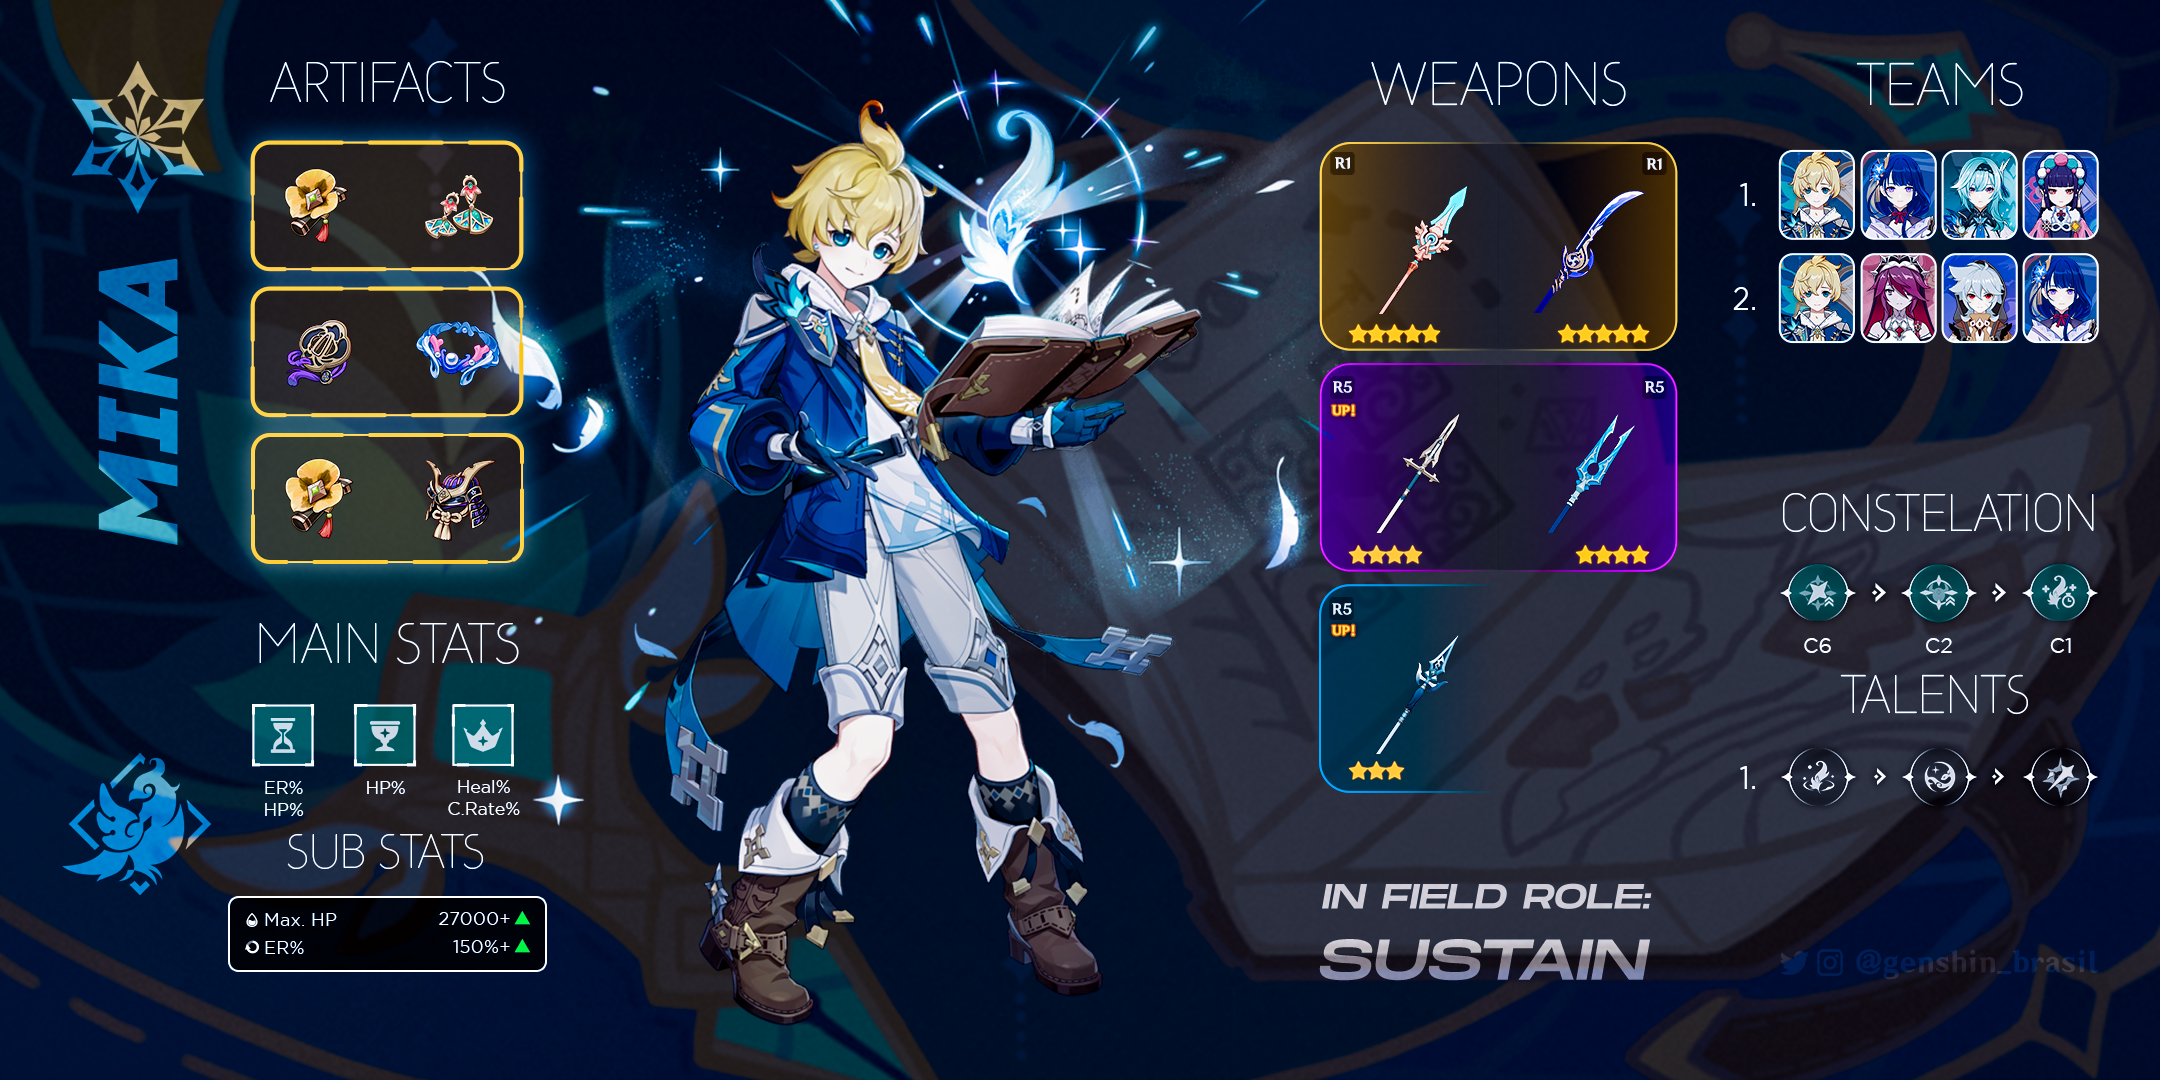 MIKA
ARTIFACTS
MAIN STATS
ER%
HP%
HP%
Heal%
C.Rate%
SUB STATS
Max. HP 27000+
ER% 150%+
WEAPONS
R1 R1
R5 R5
UP!
R5
UP!
IN FIELD ROLE:
SUSTAIN
TEAMS
1.
2.
CONSTELATION
C6 C2 C1
TALENTS
1.
@genshin_brasil